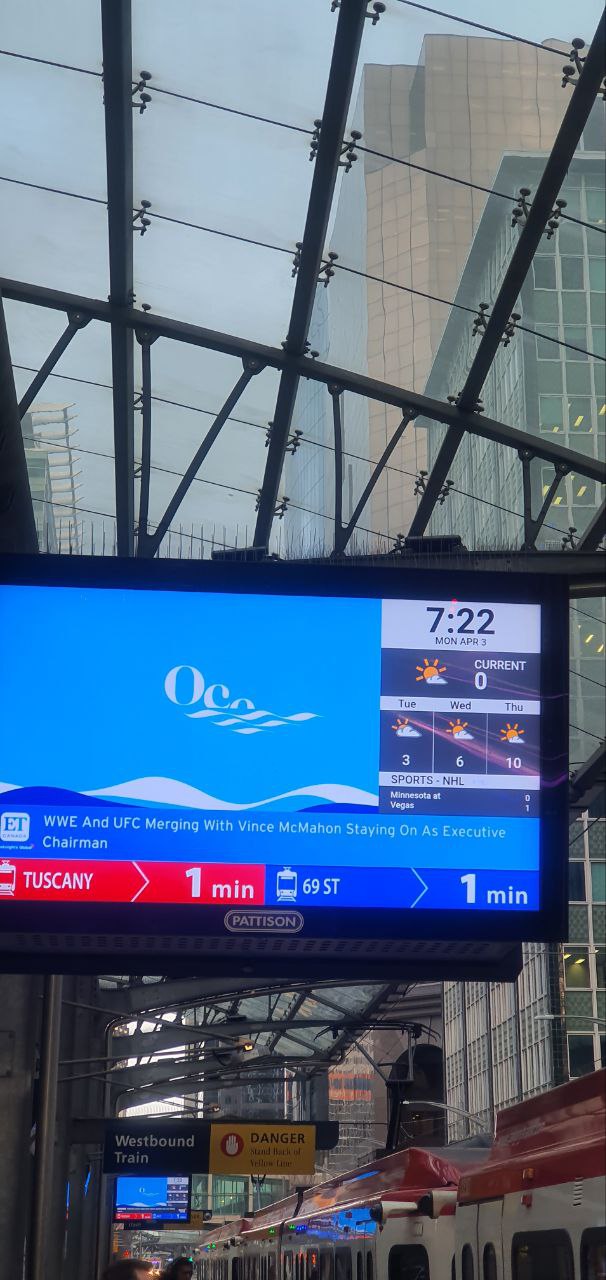 7:22
MON APR 3
CURRENT
0
Tue Wed Thu
3 6 10
SPORTS - NHL
Minnesota at 0
Vegas 1
Oc
ET
CANADA
WWE And UFC Merging With Vince McMahon Staying On As Executive
Chairman
TUSCANY 1 min
69 ST 1 min
PATTISON
Westbound
Train
DANGER
Stand Back of
Yellow Line